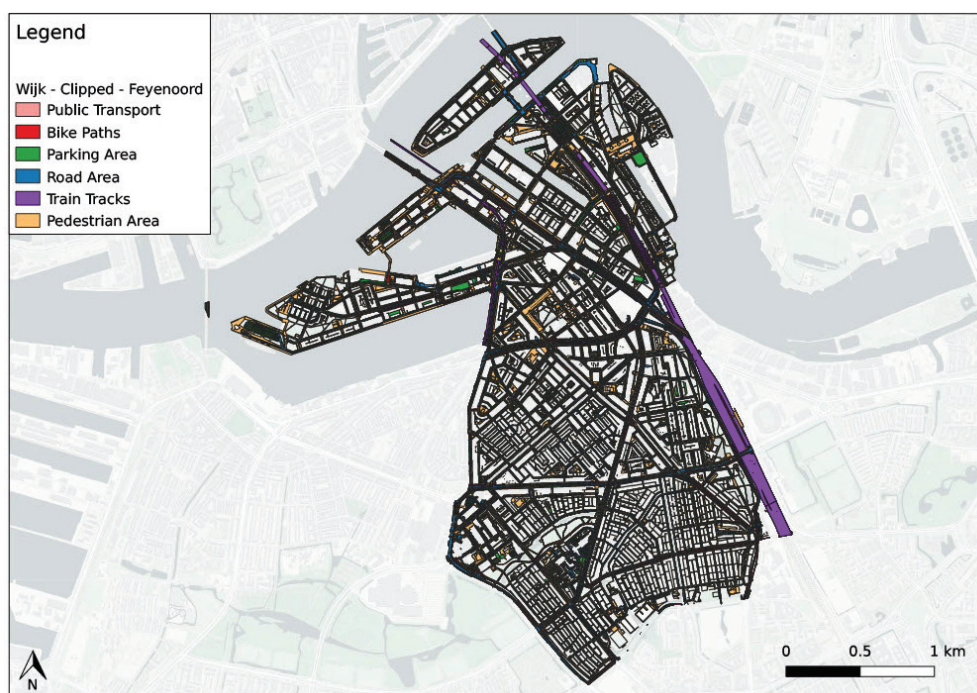 Legend
Wijk - Clipped - Feyenoord
Public Transport
Bike Paths
Parking Area
Road Area
Train Tracks
Pedestrian Area
N
0 0.5 1 km